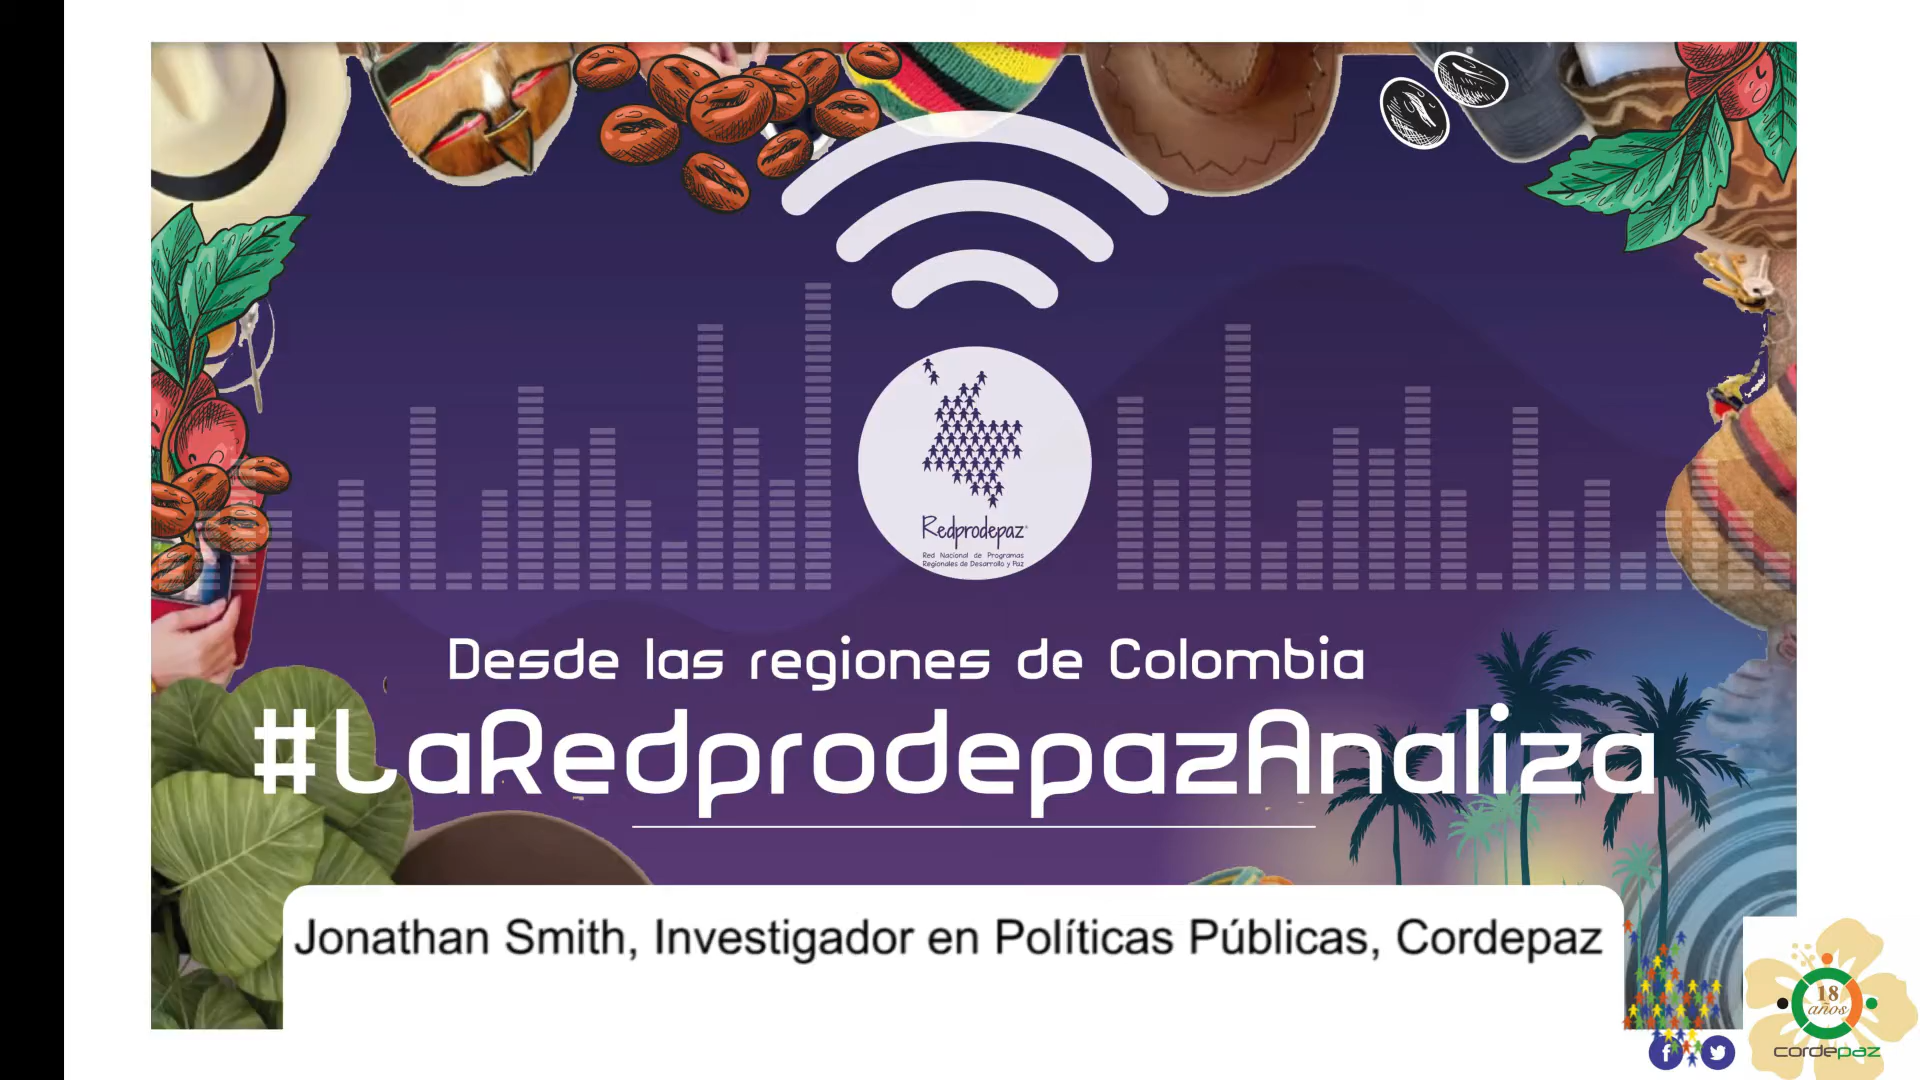 Redprodepaz
Red Nacional de Programas
Regionales de Desarrollo y Paz
Desde las regiones de Colombia
#LaRedprodepazAnaliza
Jonathan Smith, Investigador en Políticas Públicas, Cordepaz
18
años
cordepaz